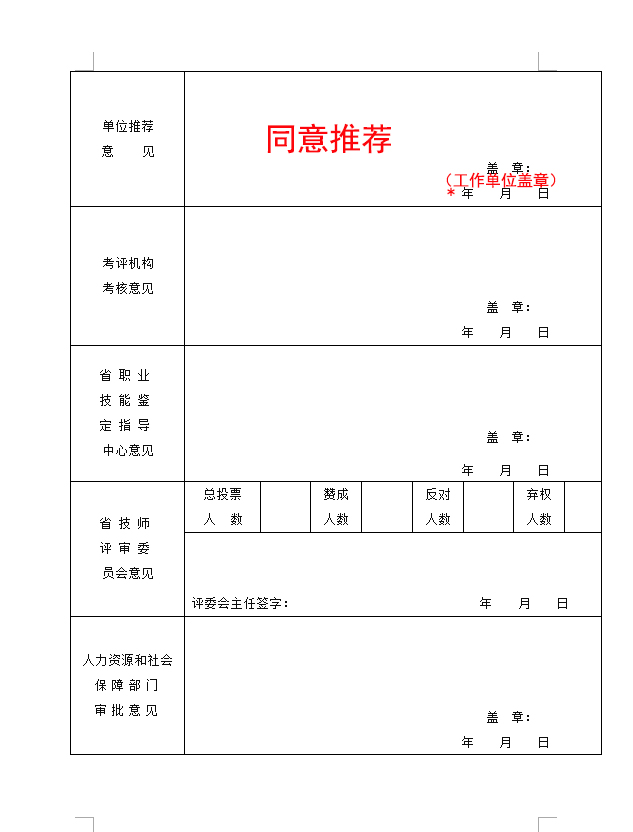 单位推荐
意 见
同意推荐
盖 章：
（工作单位盖章）
* 年 月 日
考评机构
考核意见
盖 章：
年 月 日
省 职 业
技 能 鉴
定 指 导
中心意见
盖 章：
年 月 日
省 技 师
评 审 委
员会意见
总投票 赞成 反对 弃权
人 数 人数 人数 人数
评委会主任签字： 年 月 日
人力资源和社会
保 障 部 门
审 批 意 见
盖 章：
年 月 日